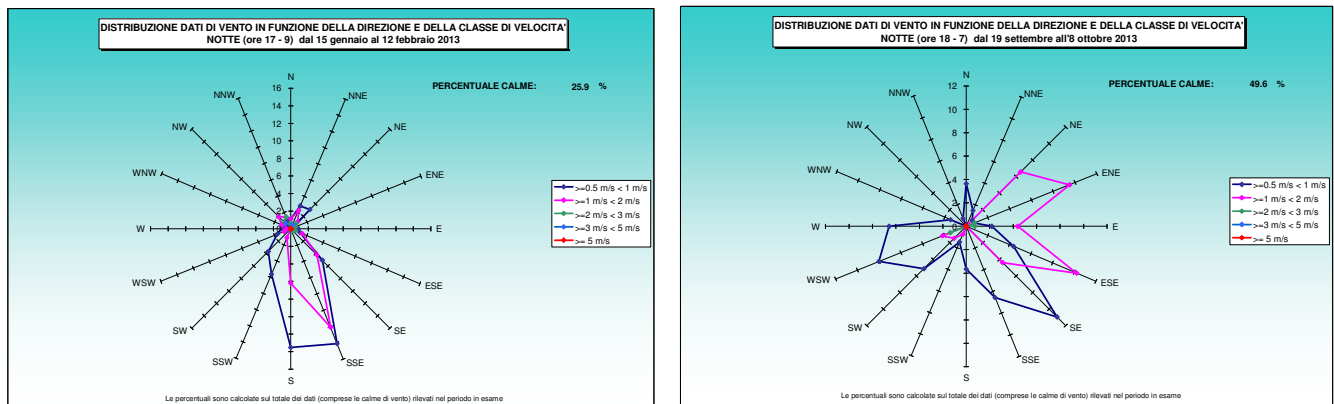 DISTRIBUZIONE DATI DI VENTO IN FUNZIONE DELLA DIREZIONE E DELLA CLASSE DI VELOCITA'
NOTTE (ore 17 - 9) dal 15 gennaio al 12 febbraio 2013
PERCENTUALE CALME: 25.9 %
N
NNE
NE
ENE
E
ESE
SE
SSE
S
SSW
SW
WSW
W
WNW
NW
NNW
16
14
12
10
8
6
4
2
0
>=0.5 m/s < 1 m/s
>=1 m/s < 2 m/s
>=2 m/s < 3 m/s
>=3 m/s < 5 m/s
>= 5 m/s
Le percentuali sono calcolate sul totale dei dati (comprese le calme di vento) rilevati nel periodo in esame
DISTRIBUZIONE DATI DI VENTO IN FUNZIONE DELLA DIREZIONE E DELLA CLASSE DI VELOCITA'
NOTTE (ore 18 - 7) dal 19 settembre all'8 ottobre 2013
PERCENTUALE CALME: 49.6 %
N
NNE
NE
ENE
E
ESE
SE
SSE
S
SSW
SW
WSW
W
WNW
NW
NNW
12
10
8
6
4
2
0
>=0.5 m/s < 1 m/s
>=1 m/s < 2 m/s
>=2 m/s < 3 m/s
>=3 m/s < 5 m/s
>= 5 m/s
Le percentuali sono calcolate sul totale dei dati (comprese le calme di vento) rilevati nel periodo in esame